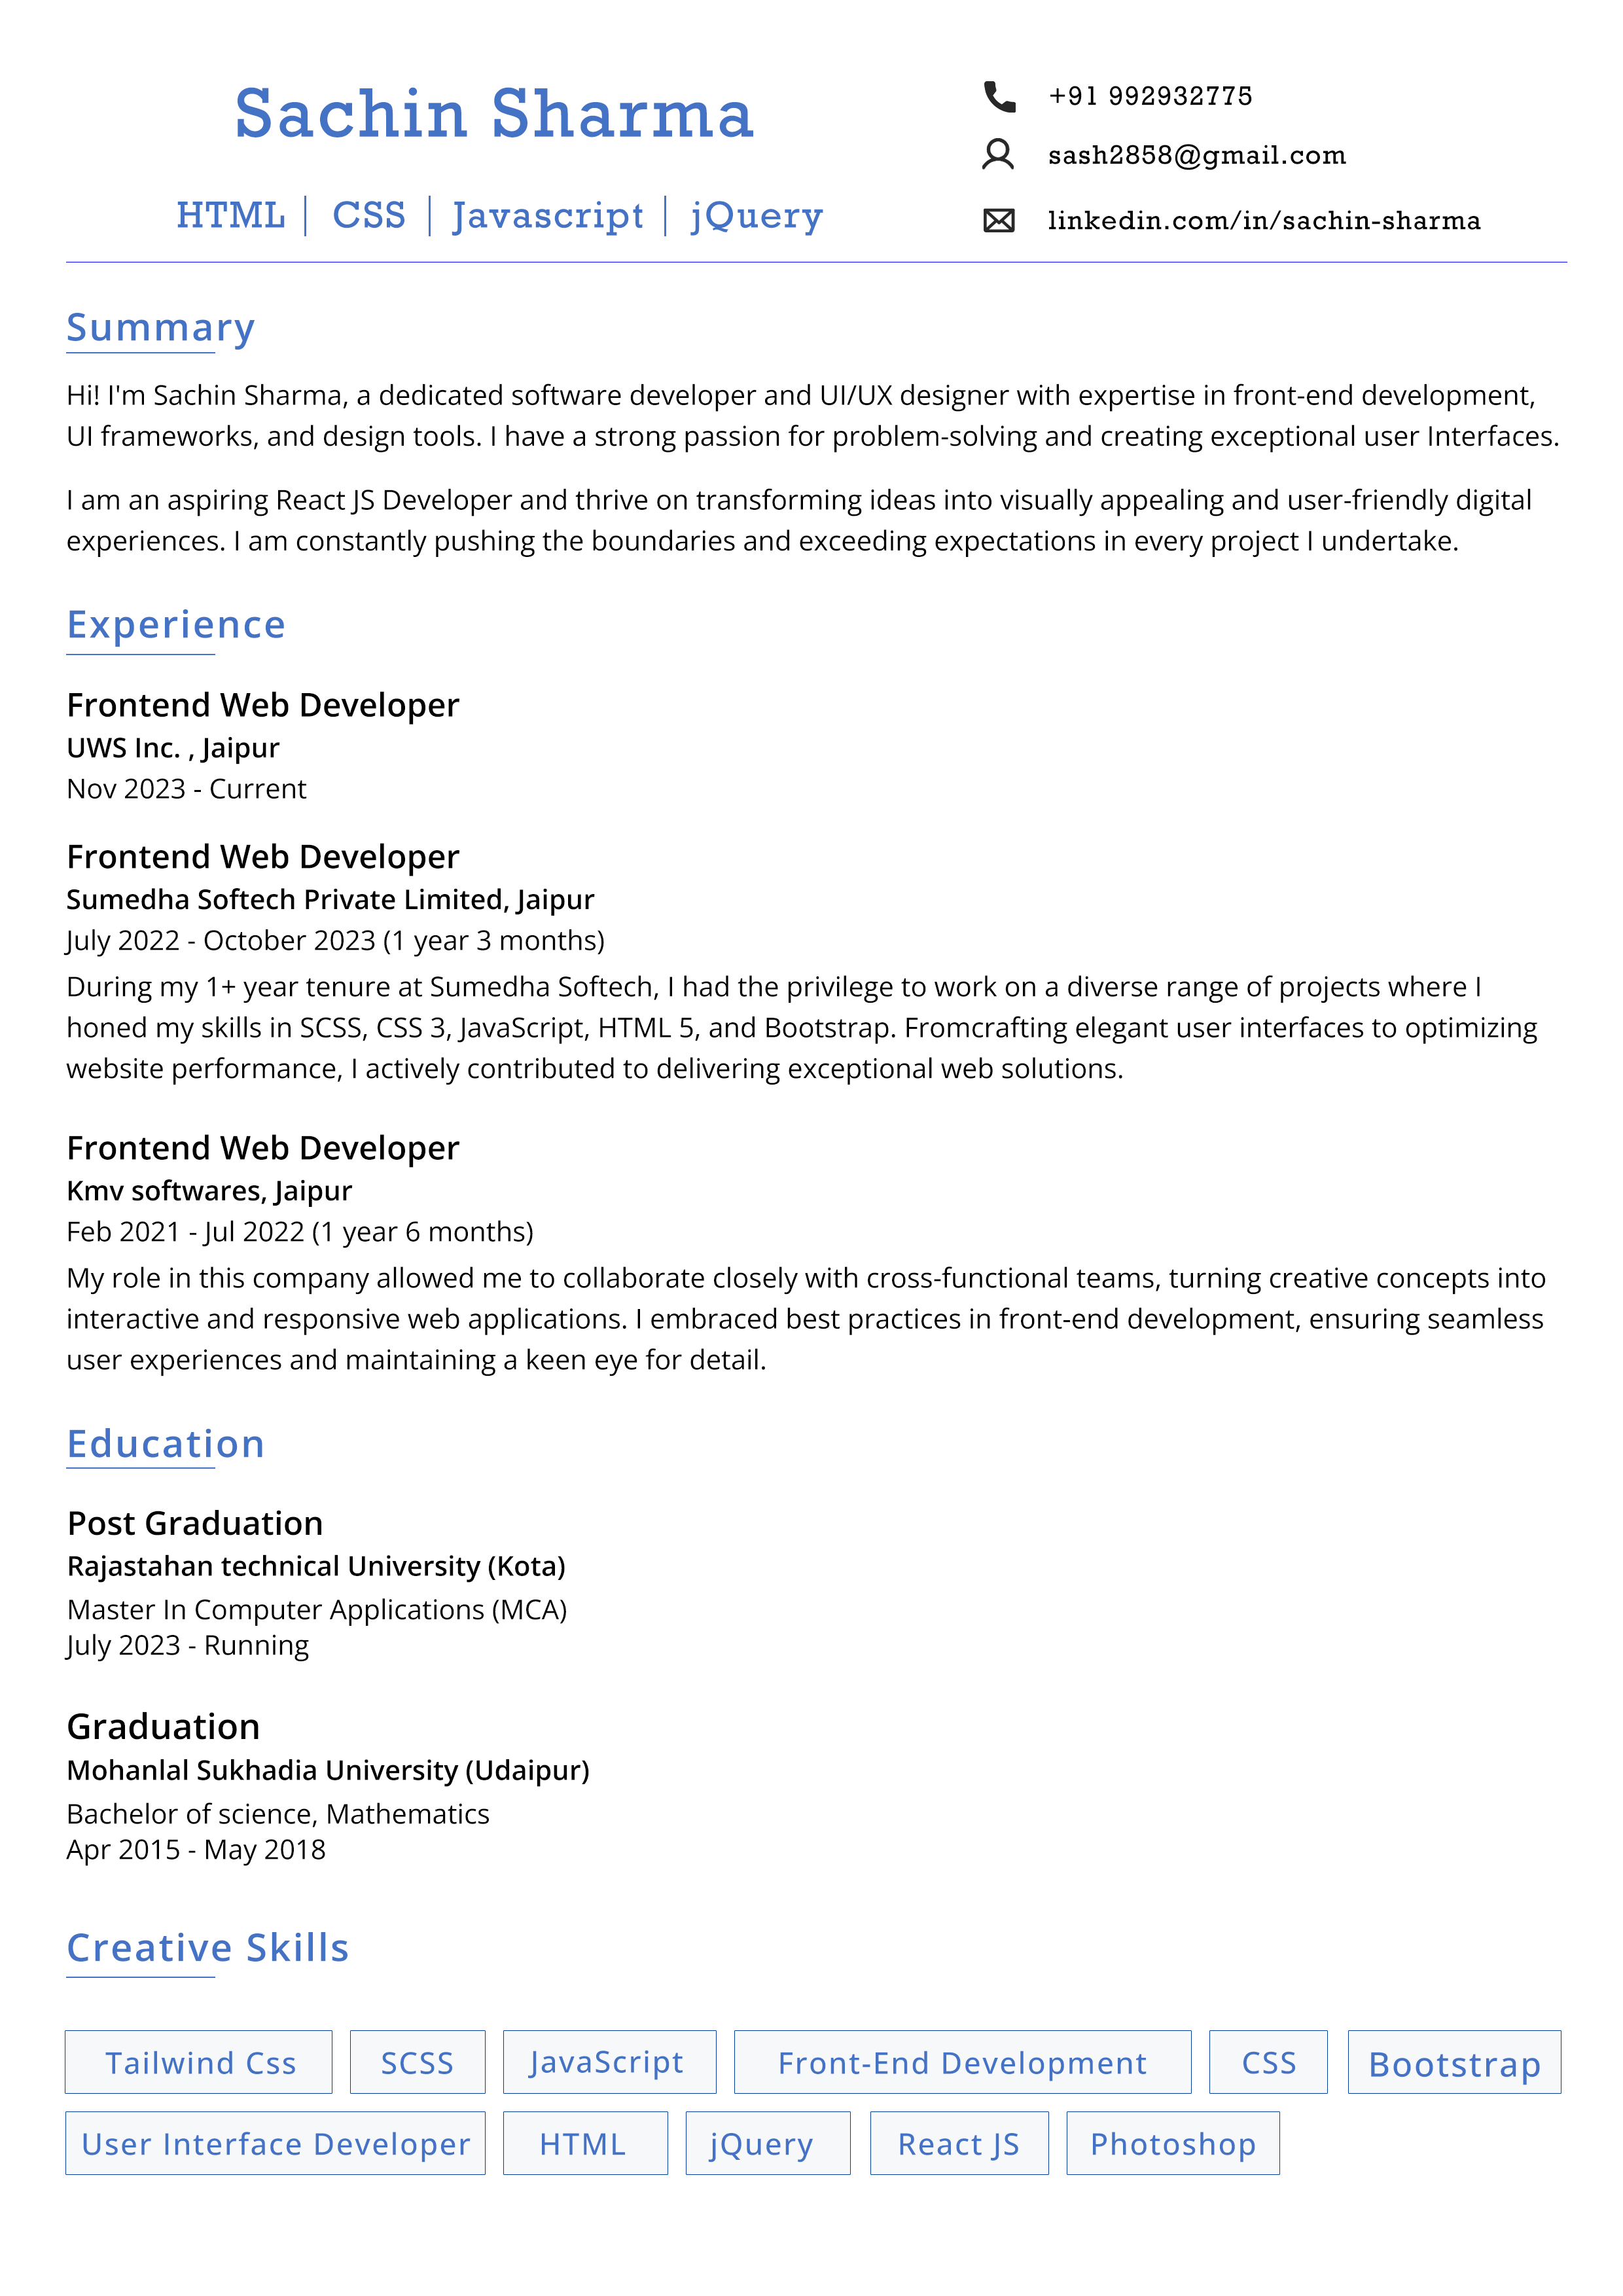 Sachin Sharma
HTML | CSS | Javascript | jQuery
+91 992932775
sash2858@gmail.com
linkedin.com/in/sachin-sharma
Summary
Hi! I'm Sachin Sharma, a dedicated software developer and UI/UX designer with expertise in front-end development,
UI frameworks, and design tools. I have a strong passion for problem-solving and creating exceptional user Interfaces.
I am an aspiring React JS Developer and thrive on transforming ideas into visually appealing and user-friendly digital
experiences. I am constantly pushing the boundaries and exceeding expectations in every project I undertake.
Experience
Frontend Web Developer
UWS Inc. , Jaipur
Nov 2023 - Current
Frontend Web Developer
Sumedha Softech Private Limited, Jaipur
July 2022 - October 2023 (1 year 3 months)
During my 1+ year tenure at Sumedha Softech, I had the privilege to work on a diverse range of projects where I
honed my skills in SCSS, CSS 3, JavaScript, HTML 5, and Bootstrap. Fromcrafting elegant user interfaces to optimizing
website performance, I actively contributed to delivering exceptional web solutions.
Frontend Web Developer
Kmv softwares, Jaipur
Feb 2021 - Jul 2022 (1 year 6 months)
My role in this company allowed me to collaborate closely with cross-functional teams, turning creative concepts into
interactive and responsive web applications. I embraced best practices in front-end development, ensuring seamless
user experiences and maintaining a keen eye for detail.
Education
Post Graduation
Rajastahan technical University (Kota)
Master In Computer Applications (MCA)
July 2023 - Running
Graduation
Mohanlal Sukhadia University (Udaipur)
Bachelor of science, Mathematics
Apr 2015 - May 2018
Creative Skills
Tailwind Css SCSS JavaScript Front-End Development CSS Bootstrap
User Interface Developer HTML jQuery React JS Photoshop